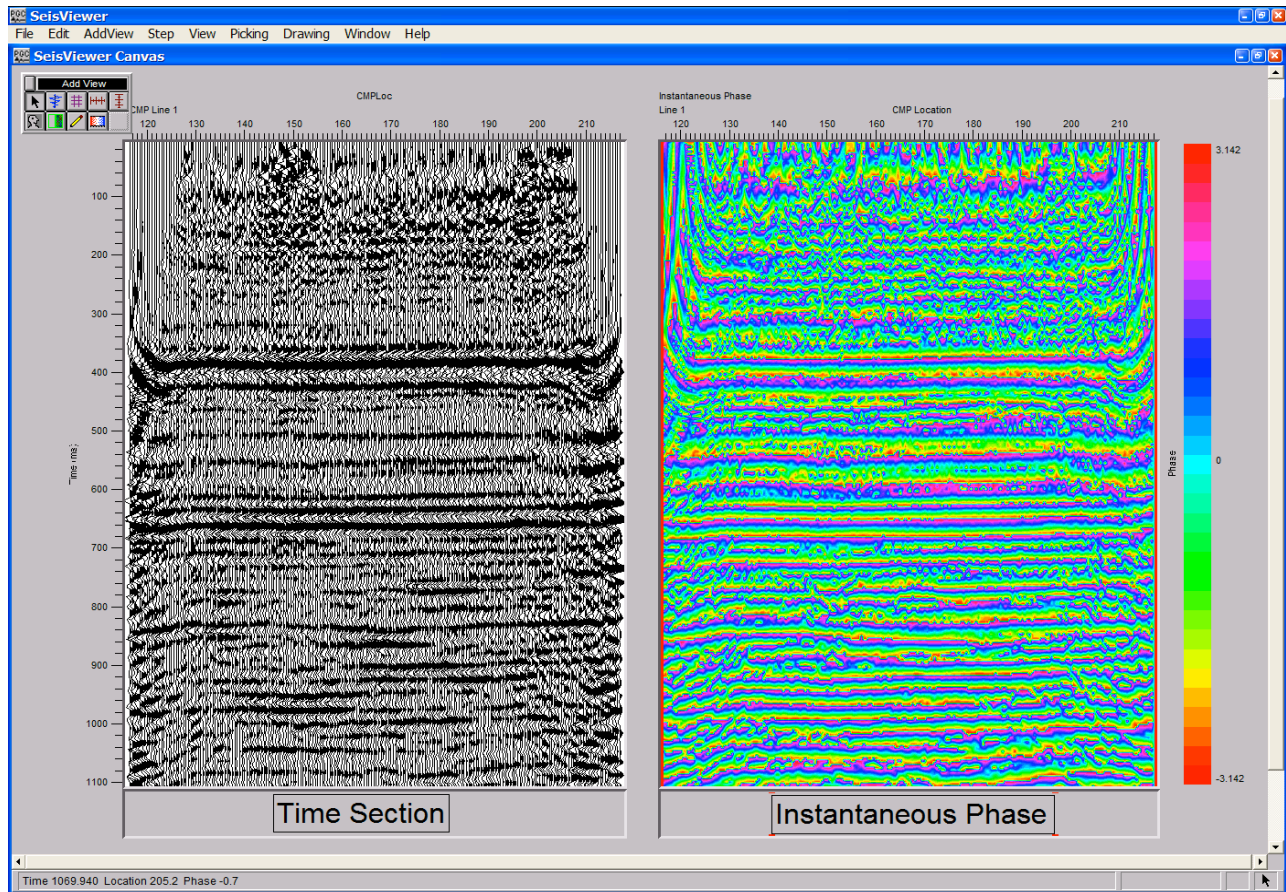 PGC SeisViewer
File Edit AddView Step View Picking Drawing Window Help
PGC SeisViewer Canvas
Add View
CMPLoc
CMP Line 1
120 130 140 150 160 170 180 190 200 210
100
200
300
400
500
600
700
800
900
1000
1100
Time Section
Instantaneous Phase
Line 1
CMP Location
120 130 140 150 160 170 180 190 200 210
3.142
0
-3.142
Phase
Instantaneous Phase
Time 1069.940 Location 205.2 Phase -0.7